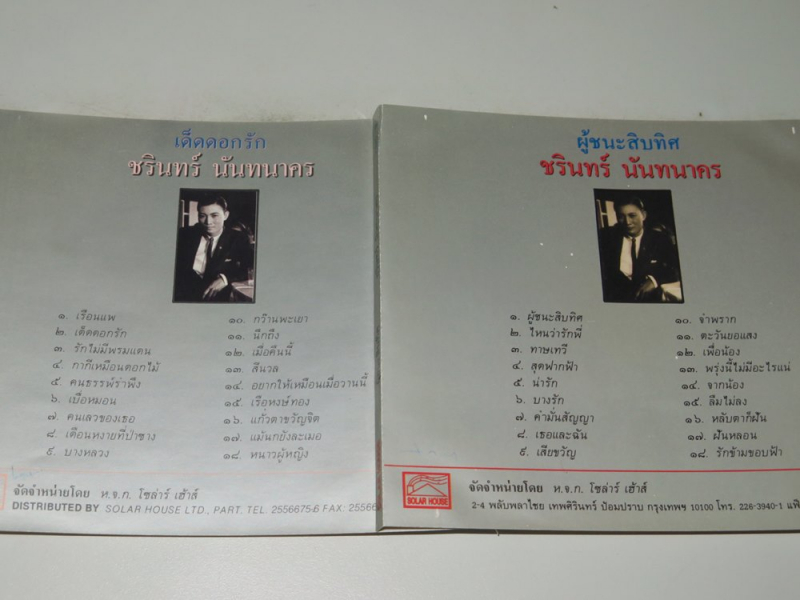 เด็ดดอกรัก
ชรินทร์ นันทนาคร
๑. เรือนแพ
๒. เด็ดดอกรัก
๓. รักไม่มีพรมแดน
๔. กากีเหมือนดอกไม้
๕. คนธรรพ์รำพึง
๖. เบื่อหมอน
๗. คนเลวของเธอ
๘. เดือนหงายที่ป่าซาง
๙. บางหลวง
๑๐. กว๊านพะเยา
๑๑. นึกถึง
๑๒. เมื่อคืนนี้
๑๓. สีนวล
๑๔. อยากให้เหมือนเมื่อวานนี้
๑๕. เรือหงษ์ทอง
๑๖. แก้วตาขวัญจิต
๑๗. แม้นกยังละเมอ
๑๘. หนาวผู้หญิง
จัดจำหน่ายโดย ห.จ.ก. โซล่าร์ เฮ้าส์
DISTRIBUTED BY SOLAR HOUSE LTD., PART. TEL. 2556675-6 FAX: 25566
ผู้ชนะสิบทิศ
ชรินทร์ นันทนาคร
๑. ผู้ชนะสิบทิศ
๒. ไหนว่ารักพี่
๓. ทาษเทวี
๔. สุดฟากฟ้า
๕. น่ารัก
๖. บางรัก
๗. คำมั่นสัญญา
๘. เธอและฉัน
๙. เสียขวัญ
๑๐. จำพราก
๑๑. ตะวันยอแสง
๑๒. เพื่อน้อง
๑๓. พรุ่งนี้ไม่มีอะไรแน่
๑๔. จากน้อง
๑๕. ลืมไม่ลง
๑๖. หลับตาก็ฝัน
๑๗. ฝันหลอน
๑๘. รักข้ามขอบฟ้า
SOLAR HOUSE
จัดจำหน่ายโดย ห.จ.ก. โซล่าร์ เฮ้าส์
2-4 พลับพลาไชย เทพศิรินทร์ ป้อมปราบ กรุงเทพฯ 10100 โทร. 226-3940-1 แฟ